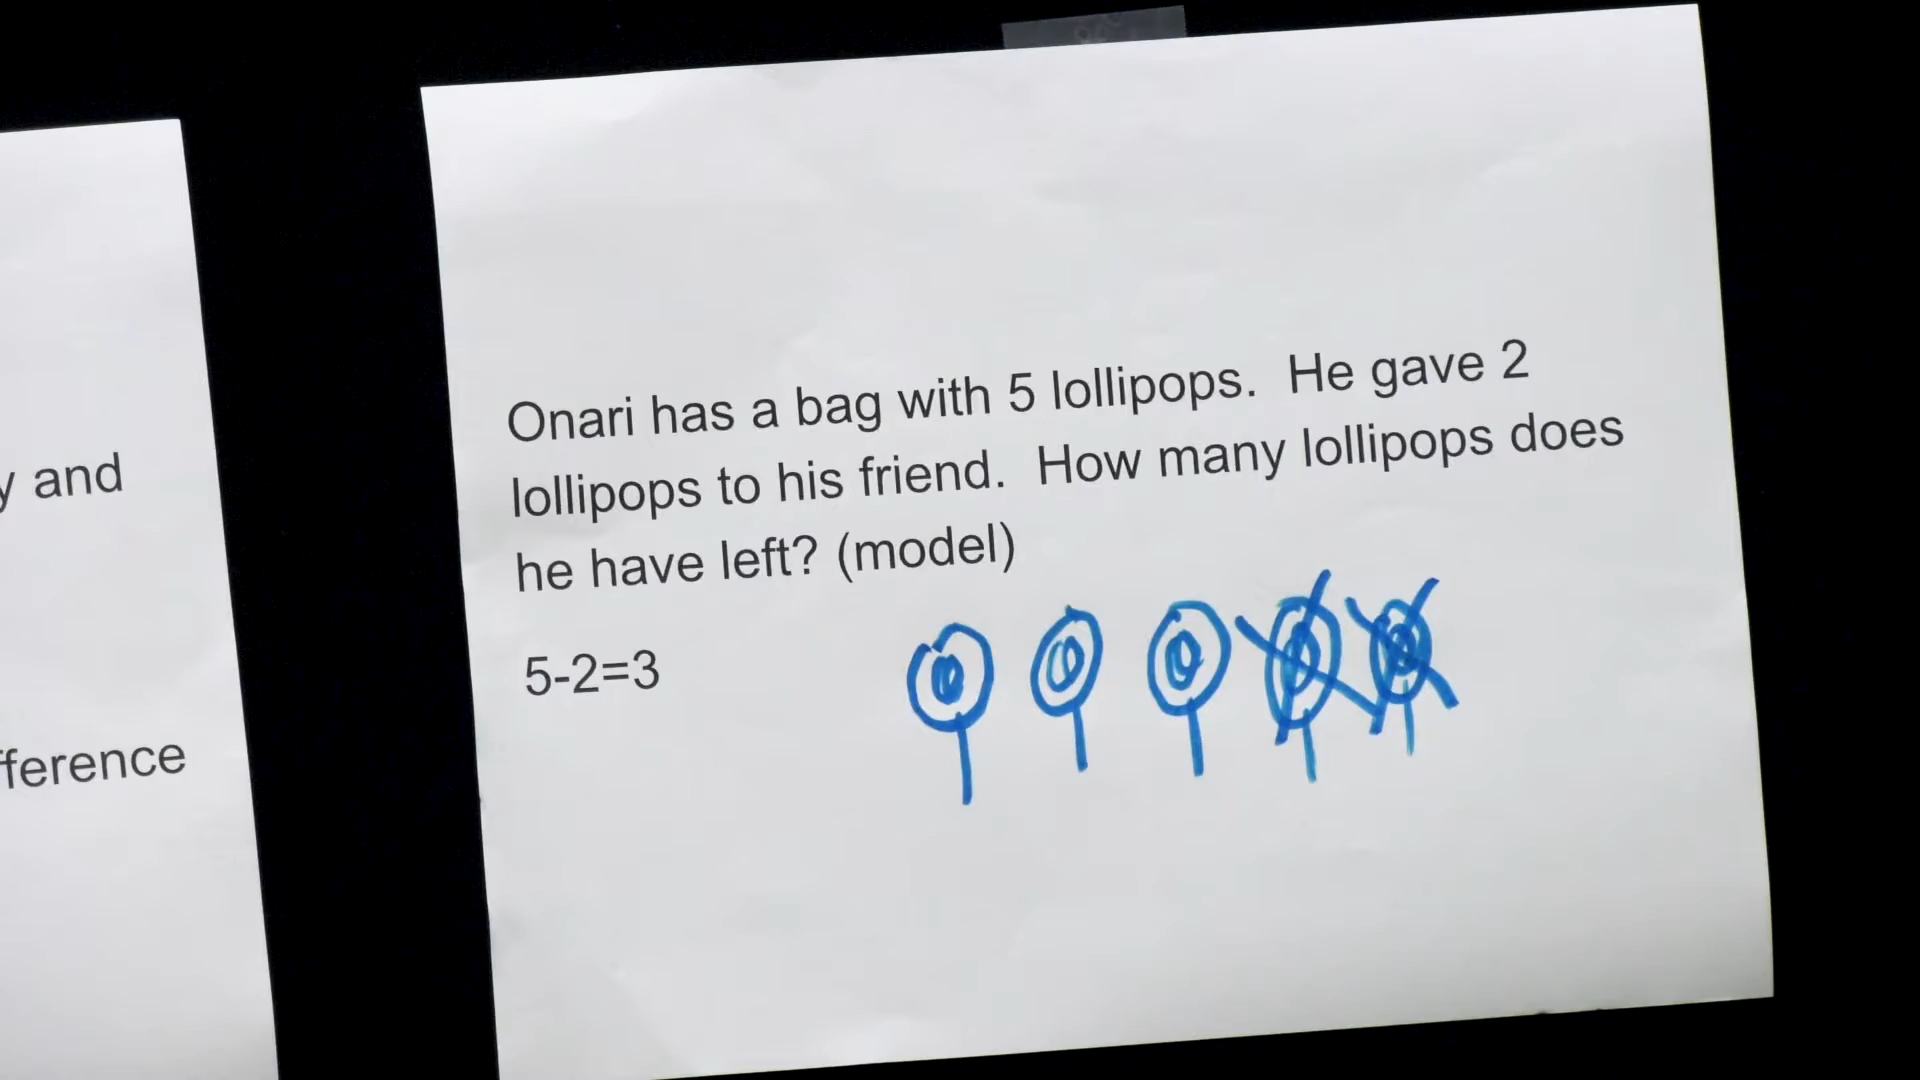 and
Onari has a bag with 5 lollipops. He gave 2
lollipops to his friend. How many lollipops does
he have left? (model)
5-2=3